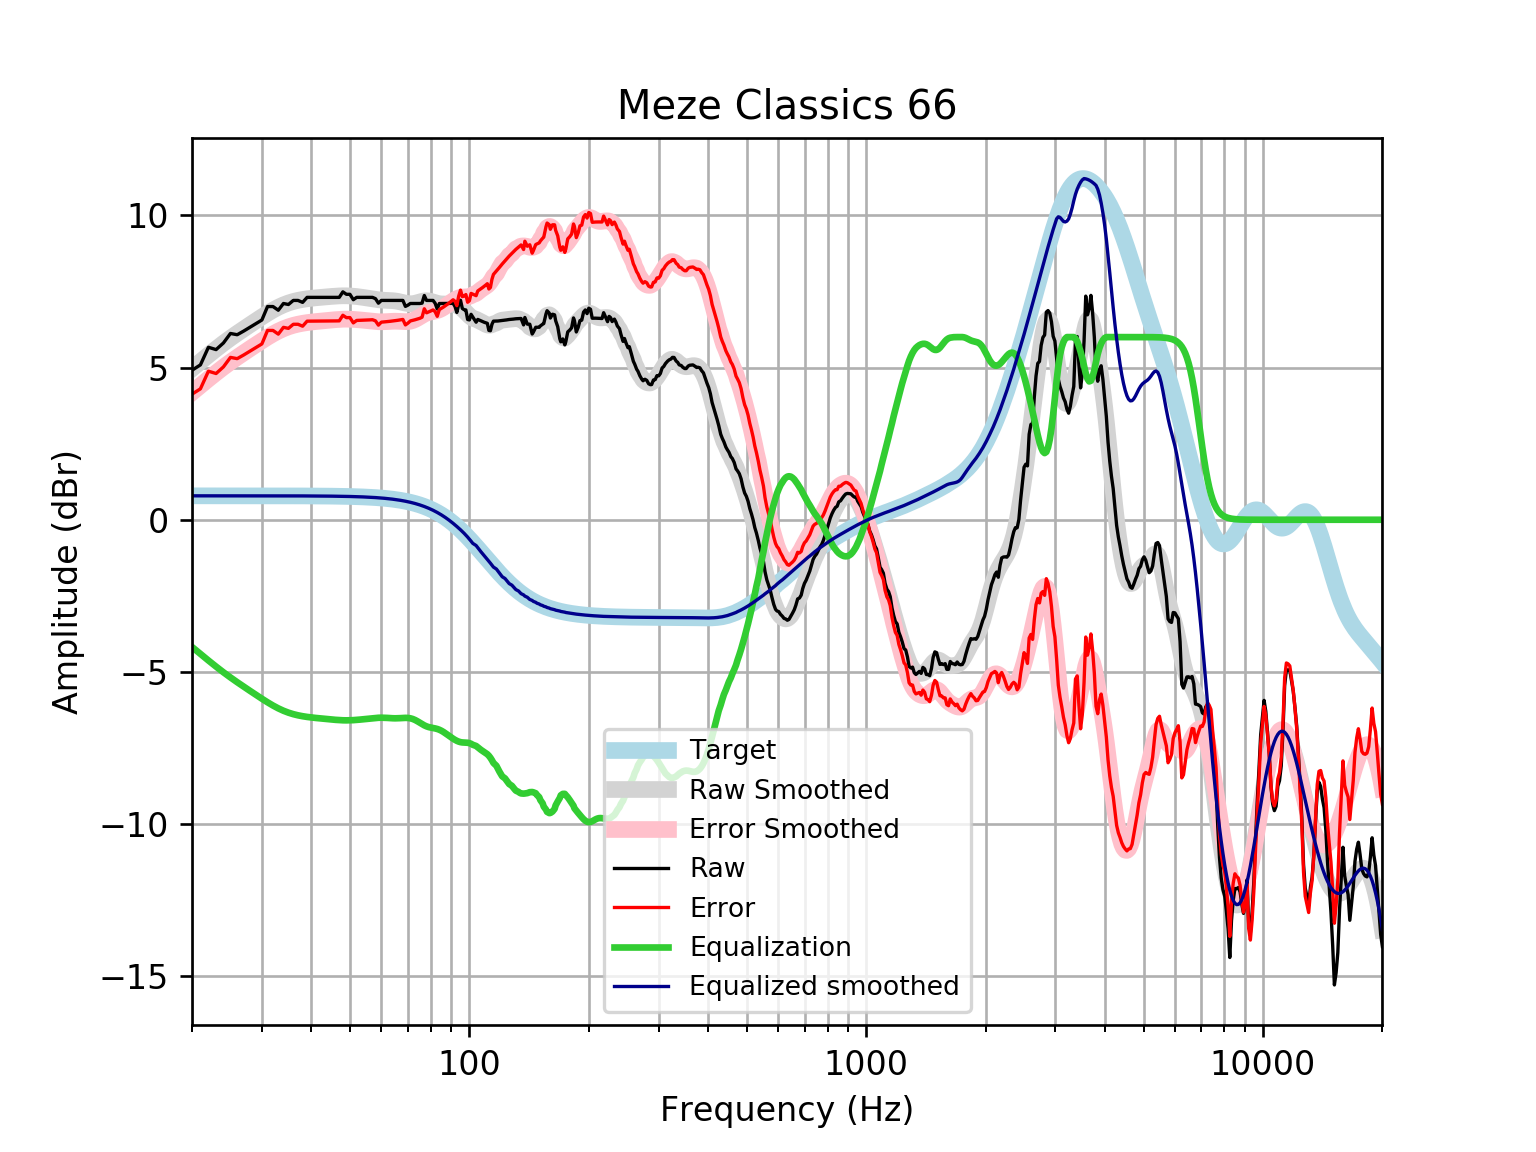 Meze Classics 66
Amplitude (dBr)
10
5
0
−5
−10
−15
Target
Raw Smoothed
Error Smoothed
Raw
Error
Equalization
Equalized smoothed
100
1000
10000
Frequency (Hz)